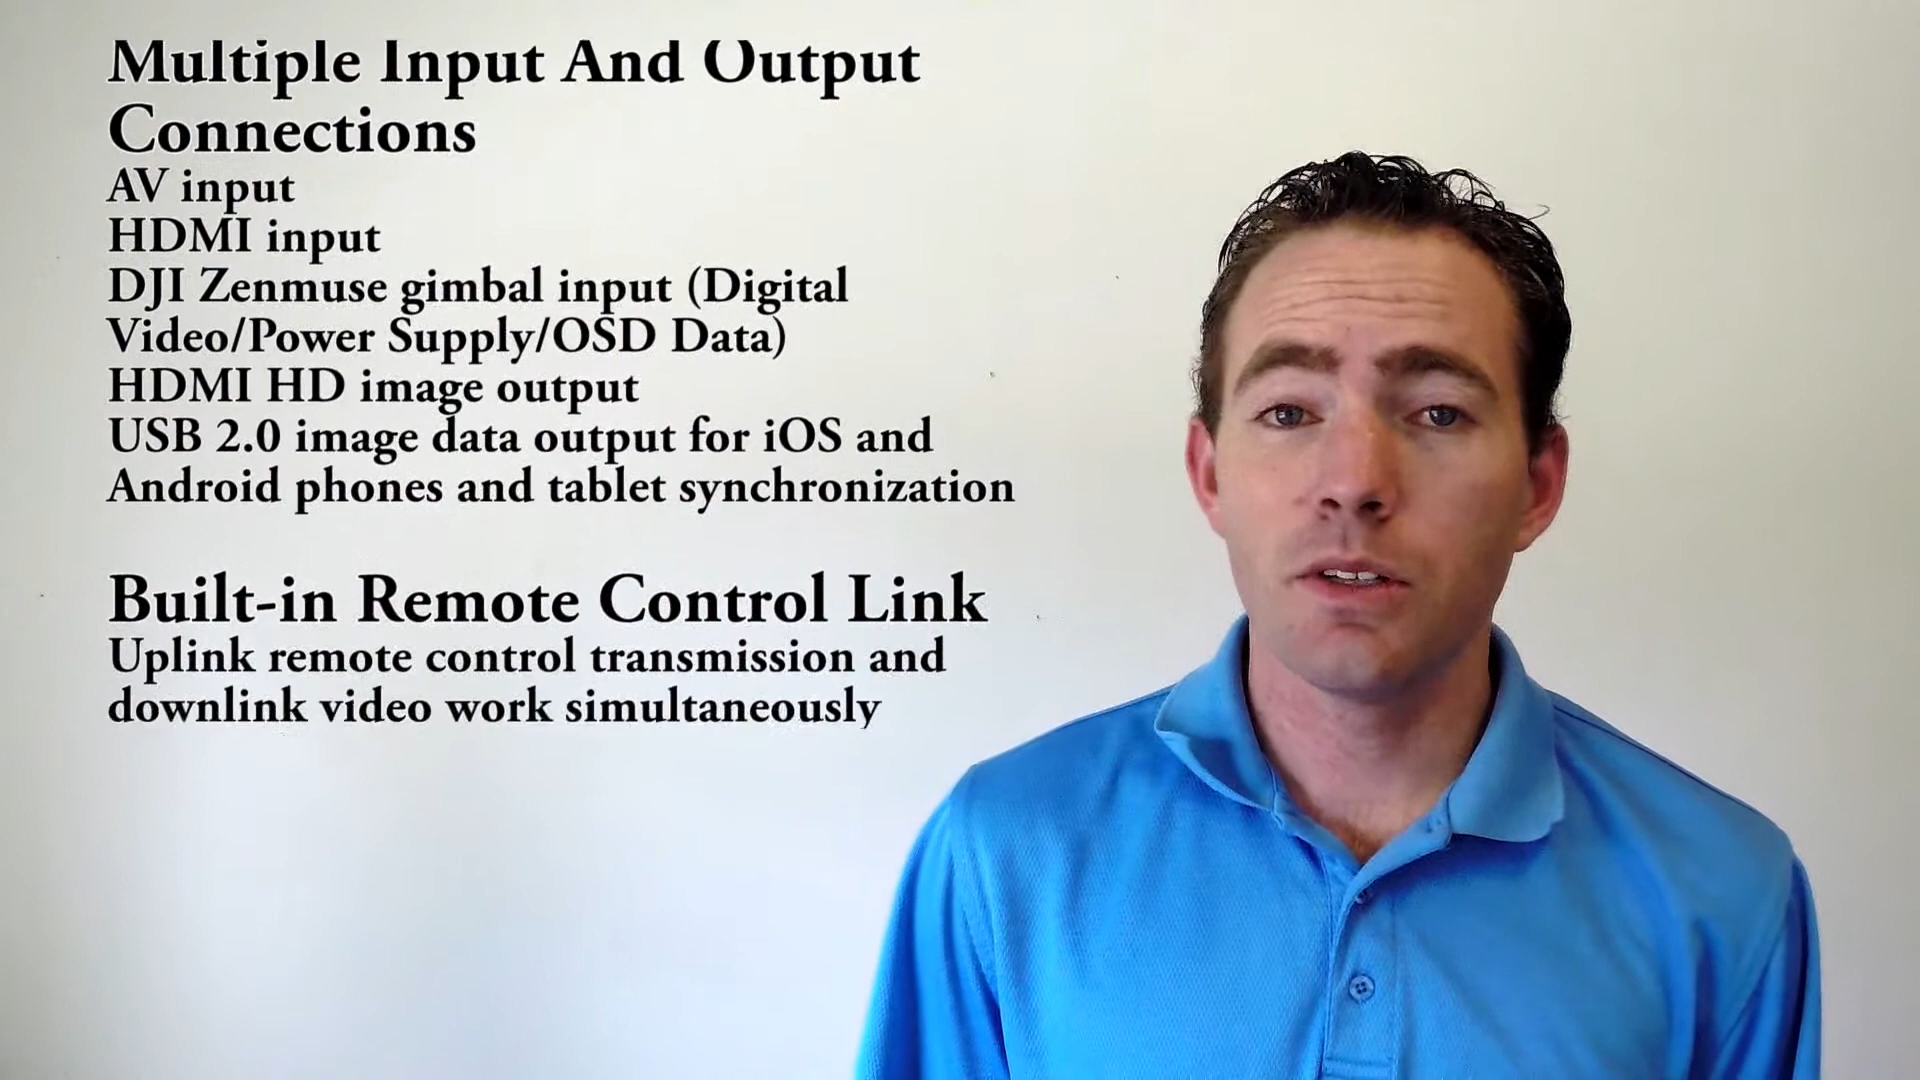 Multiple Input And Output
Connections
AV input
HDMI input
DJI Zenmuse gimbal input (Digital
Video/Power Supply/OSD Data)
HDMI HD image output
USB 2.0 image data output for iOS and
Android phones and tablet synchronization
Built-in Remote Control Link
Uplink remote control transmission and
downlink video work simultaneously